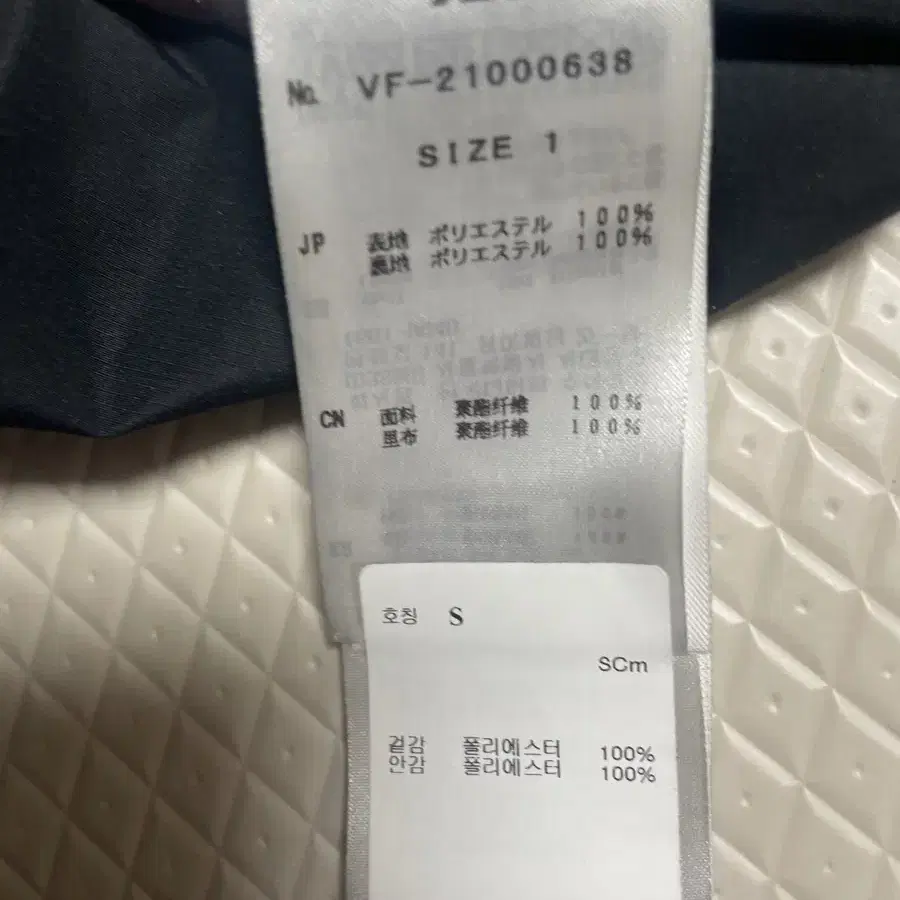 No. VF-21000638
SIZE 1
JP 表地 ポリエステル 100%
裏地 ポリエステル 100%
CN 面料 聚酯纤维 100%
里布 聚酯纤维 100%
호칭 S
SCm
겉감 폴리에스터 100%
안감 폴리에스터 100%